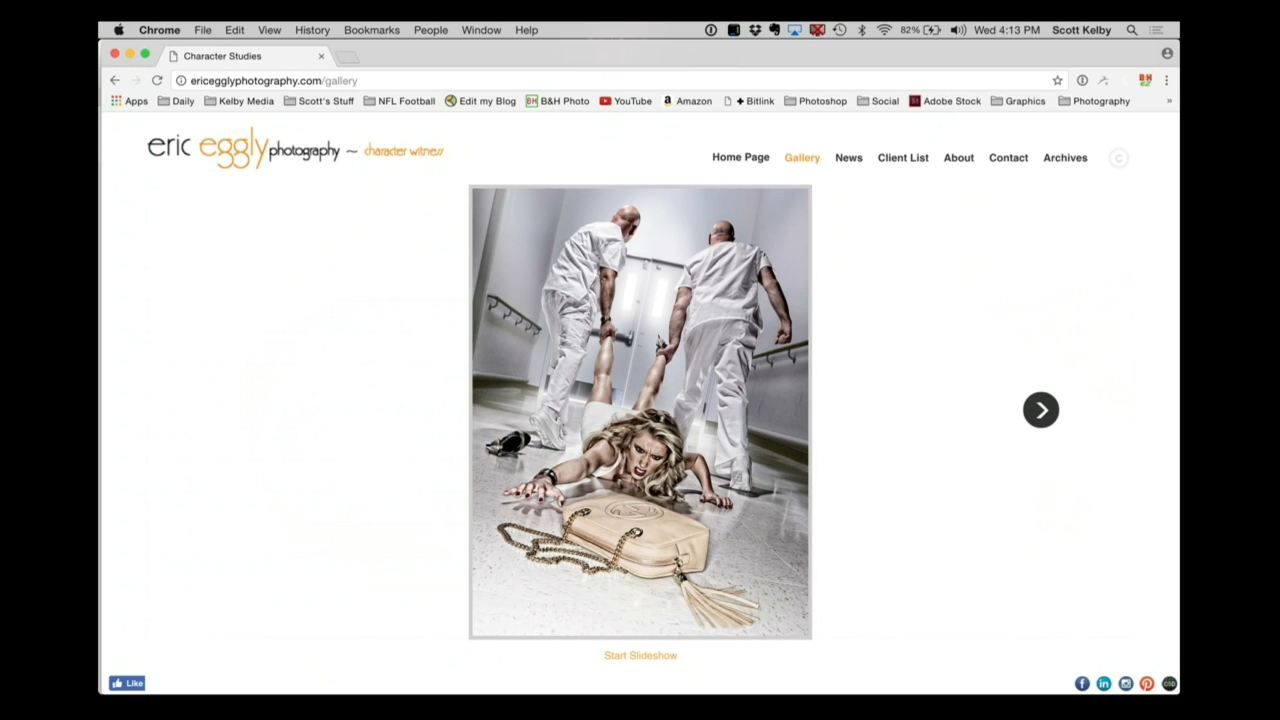 Chrome File Edit View History Bookmarks People Window Help 82% Wed 4:13 PM Scott Kelby
Character Studies
ericegglyphotography.com/gallery
Apps Daily Kelby Media Scott's Stuff NFL Football Edit my Blog B&H Photo YouTube Amazon Bitlink Photoshop Social Adobe Stock Graphics Photography »
eric egglyphotography ~ character witness
Home Page Gallery News Client List About Contact Archives C
Start Slideshow
Like